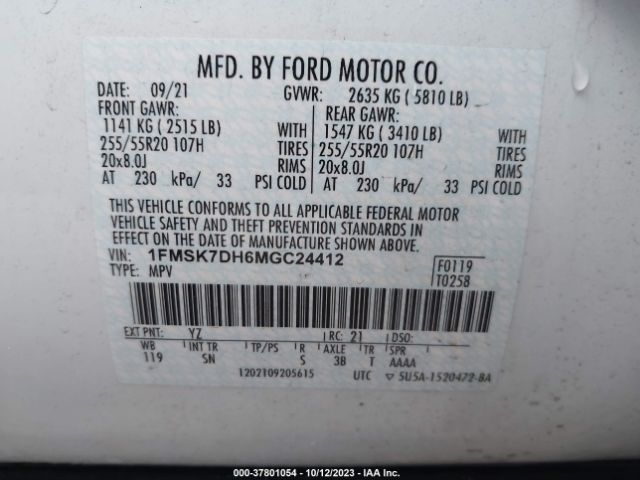 MFD. BY FORD MOTOR CO.
DATE: 09/21 GVWR: 2635 KG ( 5810 LB)
FRONT GAWR: REAR GAWR:
1141 KG ( 2515 LB) WITH 1547 KG ( 3410 LB) WITH
255/55R20 107H TIRES 255/55R20 107H TIRES
20x8.0J RIMS 20x8.0J RIMS
AT 230 kPa/ 33 PSI COLD AT 230 kPa/ 33 PSI COLD
THIS VEHICLE CONFORMS TO ALL APPLICABLE FEDERAL MOTOR
VEHICLE SAFETY AND THEFT PREVENTION STANDARDS IN
EFFECT ON THE DATE OF MANUFACTURE SHOWN ABOVE.
VIN: 1FMSK7DH6MGC24412 F0119
TYPE: MPV T0258
EXT PNT: YZ RC: 21 DSO:
WB INT TR TP/PS R AXLE TR SPR
119 SN S 3B T AAAA
1202109205615 UTC ▽ 5U5A-1520472-BA
000-37801054 - 10/12/2023 - IAA Inc.